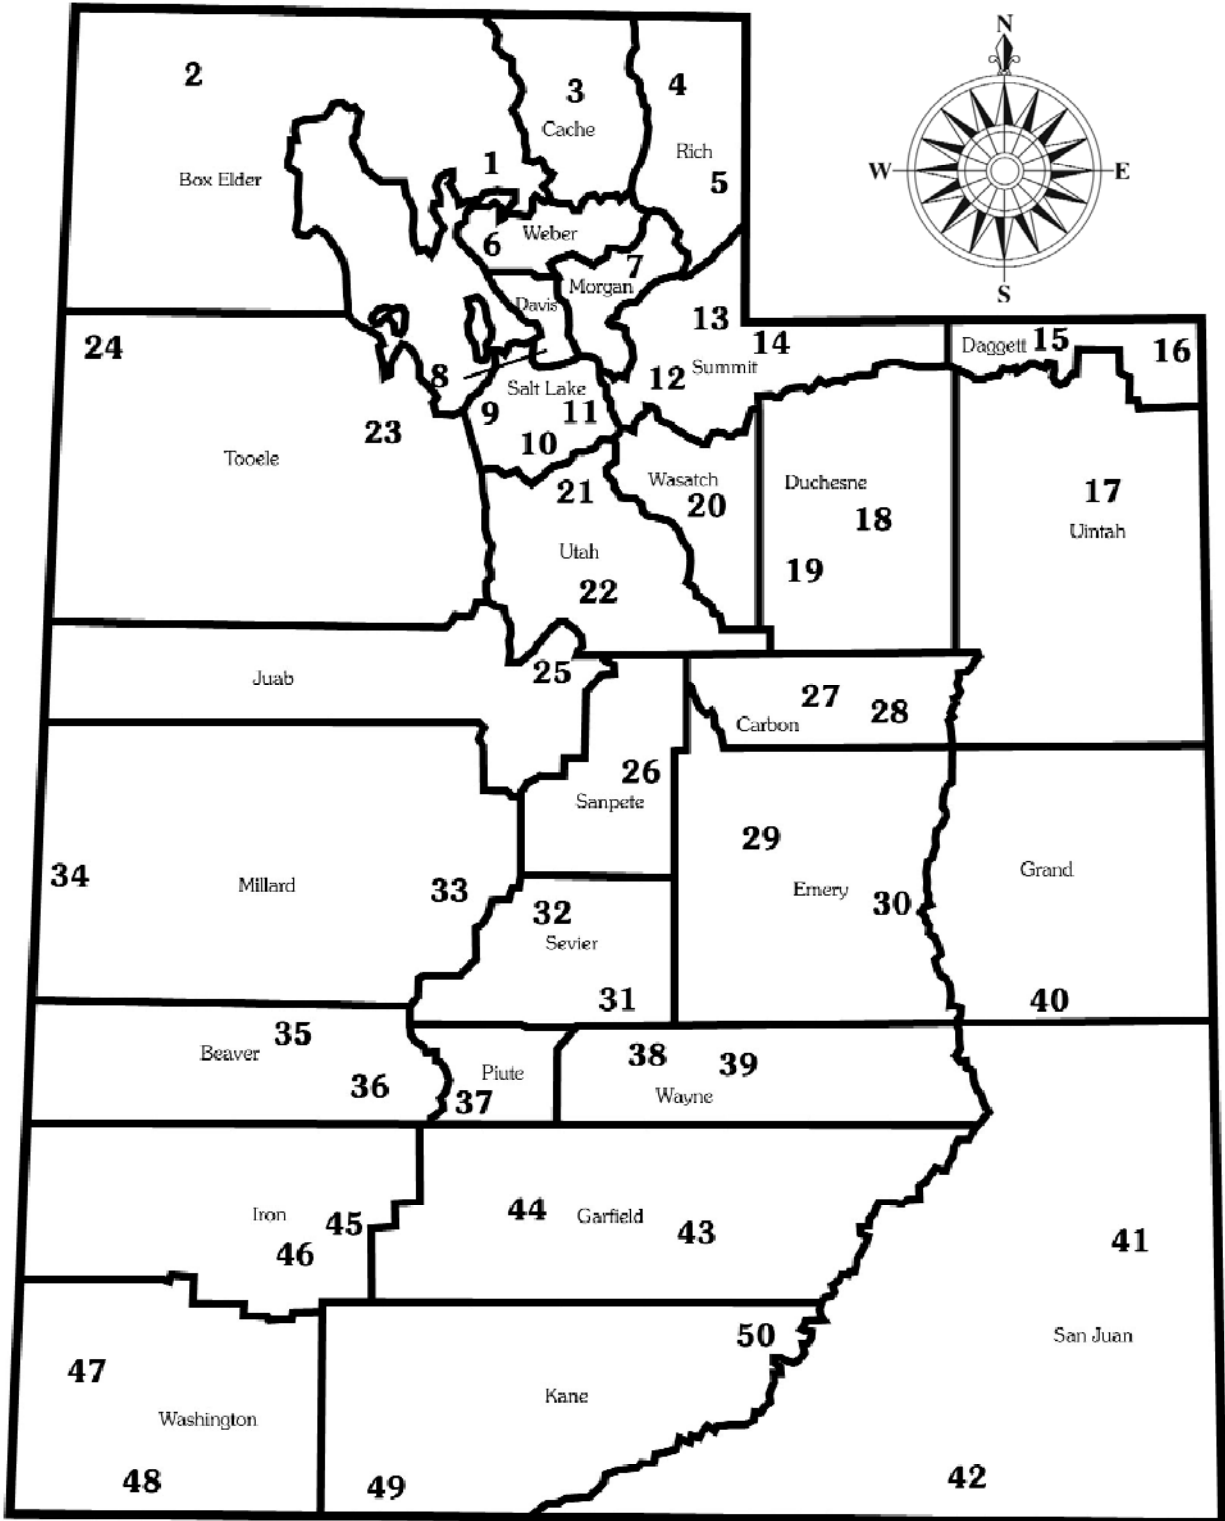 N
2
3
4
Cache
Rich
W
E
1
5
Box Elder
6
Weber
7
Morgan
S
Davis
13
24
14
Daggett
15
16
8
12
Summit
Salt Lake
9
11
23
10
Tooele
Wasatch
20
Duchesne
17
21
18
Uintah
Utah
22
19
Juab
25
27
28
Carbon
26
Sanpete
29
34
Millard
33
Emery
30
Grand
32
Sevier
31
40
35
Beaver
36
Piute
37
38
39
Wayne
Iron
45
46
44
Garfield
43
41
50
San Juan
47
Kane
Washington
48
49
42